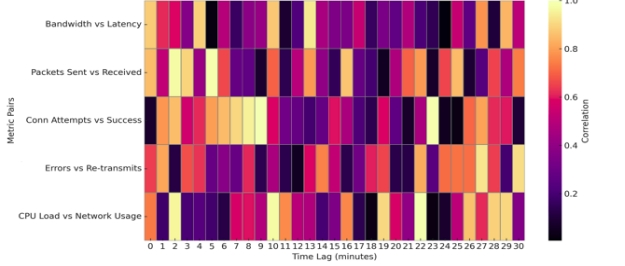 Bandwidth vs Latency
Packets Sent vs Received
Conn Attempts vs Success
Errors vs Re-transmits
CPU Load vs Network Usage
Metric Pairs
0 1 2 3 4 5 6 7 8 9 10 11 12 13 14 15 16 17 18 19 20 21 22 23 24 25 26 27 28 29 30
Time Lag (minutes)
1.0
0.8
0.6
0.4
0.2
Correlation